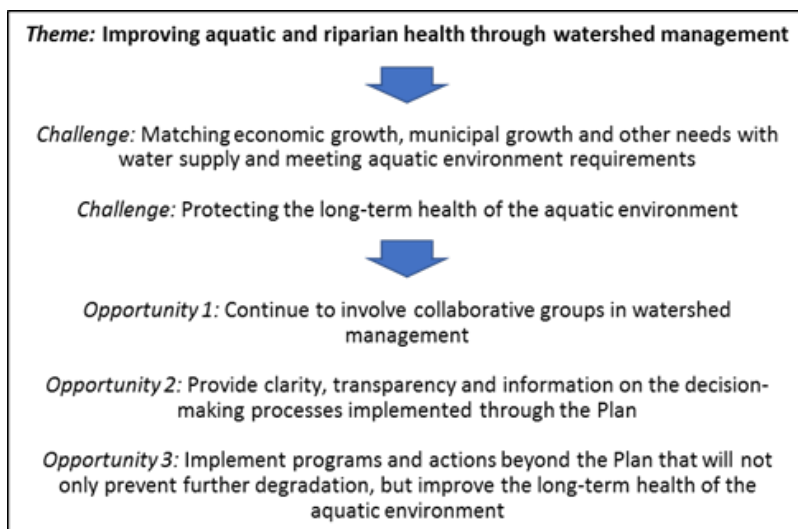 Theme: Improving aquatic and riparian health through watershed management
Challenge: Matching economic growth, municipal growth and other needs with
water supply and meeting aquatic environment requirements
Challenge: Protecting the long-term health of the aquatic environment
Opportunity 1: Continue to involve collaborative groups in watershed
management
Opportunity 2: Provide clarity, transparency and information on the decision-
making processes implemented through the Plan
Opportunity 3: Implement programs and actions beyond the Plan that will not
only prevent further degradation, but improve the long-term health of the
aquatic environment